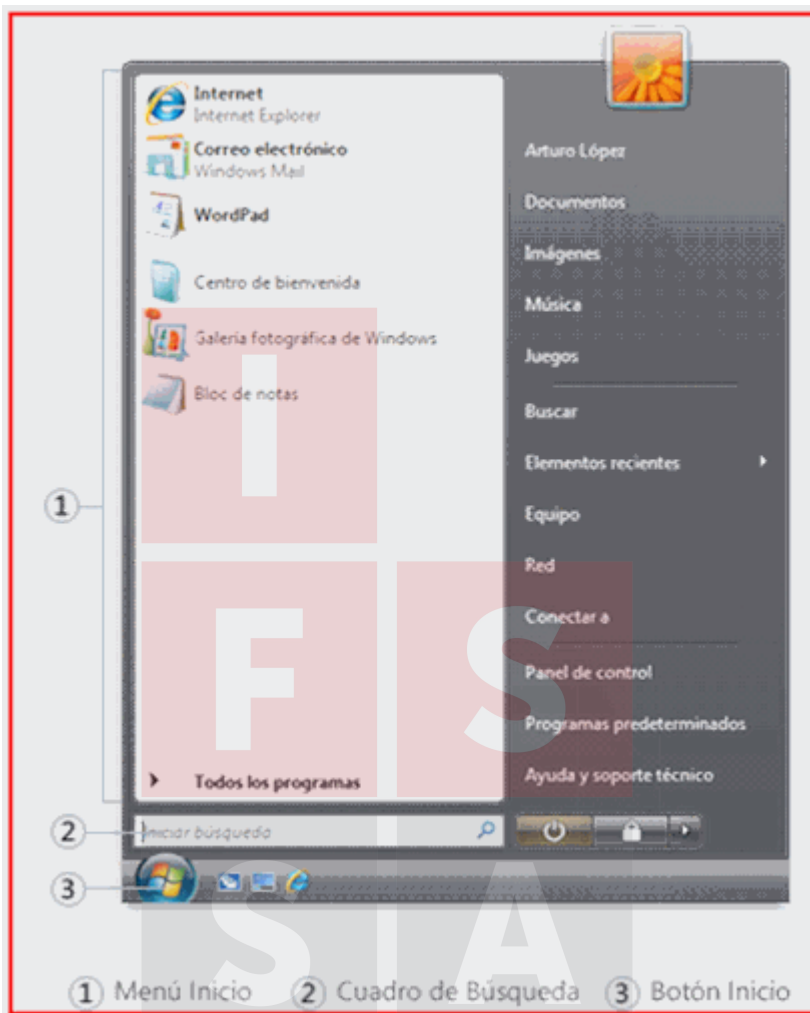 Internet
Internet Explorer
Correo electrónico
Windows Mail
WordPad
Centro de bienvenida
Galería fotográfica de Windows
Bloc de notas
Todos los programas
Iniciar búsqueda
Arturo López
Documentos
Imágenes
Música
Juegos
Buscar
Elementos recientes
Equipo
Red
Conectar a
Panel de control
Programas predeterminados
Ayuda y soporte técnico
1
2
3
I
F S
S A
1 Menú Inicio 2 Cuadro de Búsqueda 3 Botón Inicio